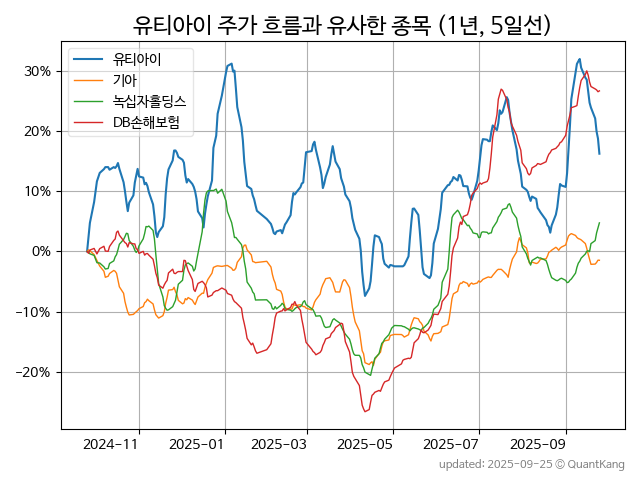 유티아이 주가 흐름과 유사한 종목 (1년, 5일선)
유티아이
기아
녹십자홀딩스
DB손해보험
30%
20%
10%
0%
−10%
−20%
2024-11
2025-01
2025-03
2025-05
2025-07
2025-09
updated: 2025-09-25 © QuantKang